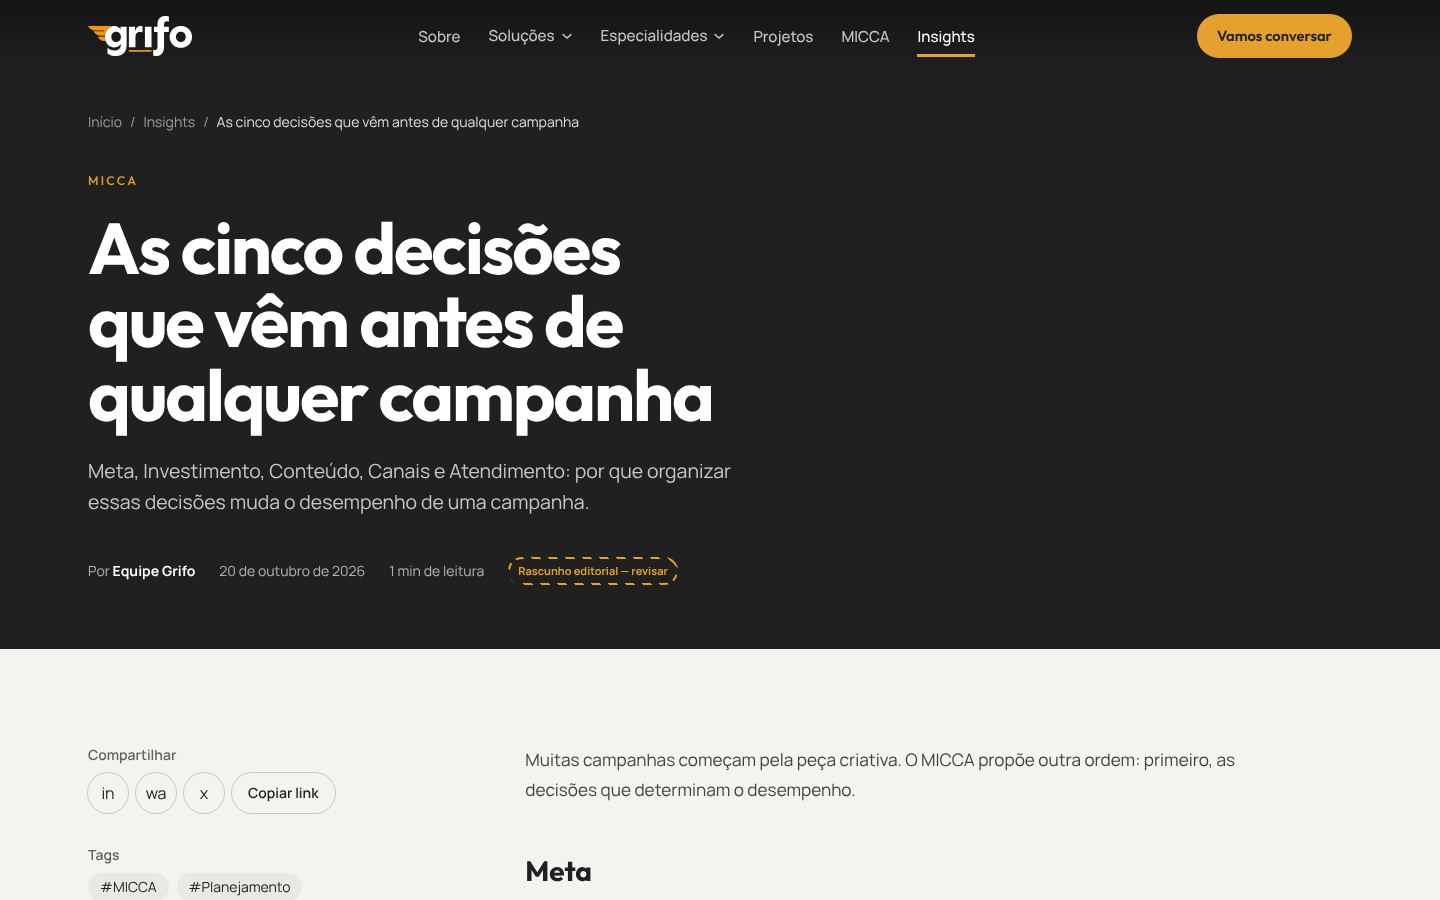 grifo
Sobre
Soluções
Especialidades
Projetos
MICCA
Insights
Vamos conversar
Início / Insights / As cinco decisões que vêm antes de qualquer campanha
MICCA
As cinco decisões
que vêm antes de
qualquer campanha
Meta, Investimento, Conteúdo, Canais e Atendimento: por que organizar
essas decisões muda o desempenho de uma campanha.
Por Equipe Grifo
20 de outubro de 2026
1 min de leitura
Rascunho editorial — revisar
Compartilhar
in
wa
x
Copiar link
Tags
#MICCA
#Planejamento
Muitas campanhas começam pela peça criativa. O MICCA propõe outra ordem: primeiro, as
decisões que determinam o desempenho.
Meta